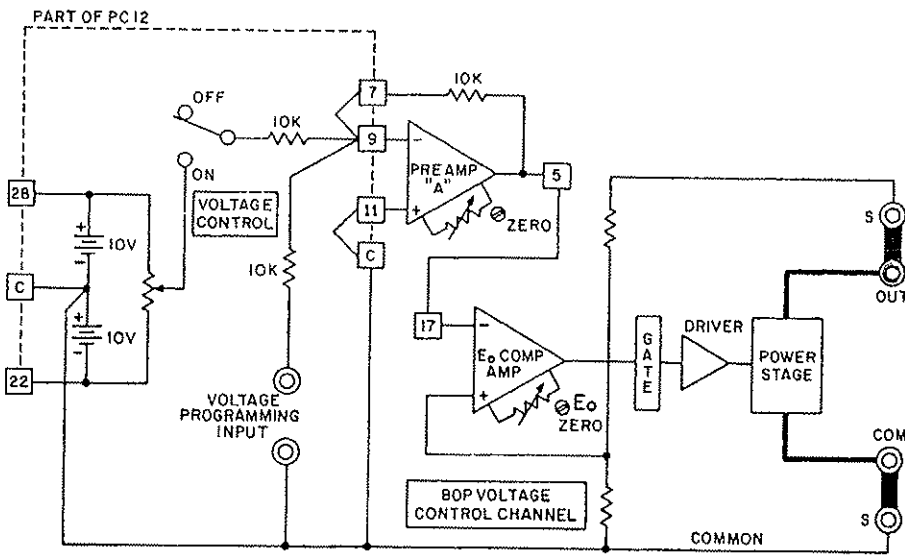 PART OF PC12
OFF
10K
7
10K
9
−
PRE AMP
"A"
5
ON
VOLTAGE
CONTROL
28
+
10V
−
11
+
ZERO
S
C
10K
C
OUT
17
−
+
10V
−
E₀ COMP
AMP
+
E₀
ZERO
GATE
DRIVER
POWER
STAGE
22
VOLTAGE
PROGRAMMING
INPUT
COM
BOP VOLTAGE
CONTROL CHANNEL
S
COMMON